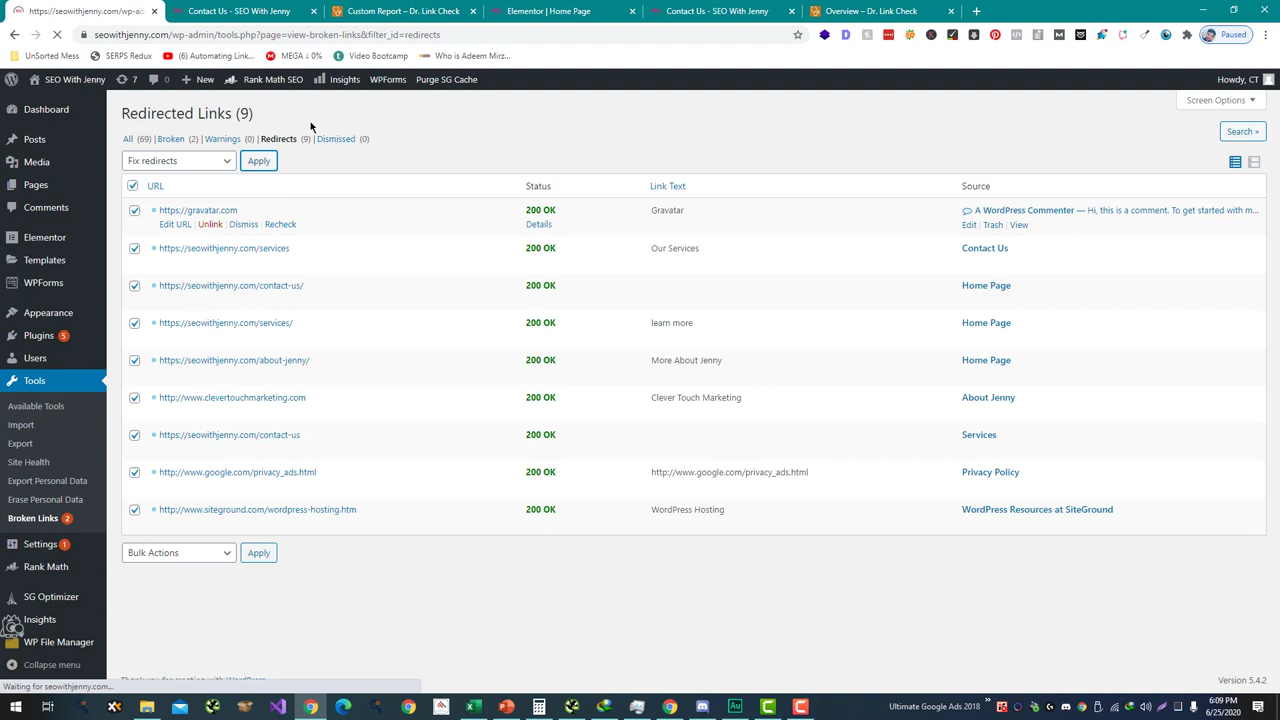 https://seowithjenny.com/wp-ad...
Contact Us - SEO With Jenny
Custom Report – Dr. Link Check
Elementor | Home Page
Contact Us - SEO With Jenny
Overview – Dr. Link Check
seowithjenny.com/wp-admin/tools.php?page=view-broken-links&filter_id=redirects
Paused
UnSorted Mess
SERPS Redux
(6) Automating Link...
MEGA ↓ 0%
Video Bootcamp
Who is Adeem Mirz...
SEO With Jenny
7
0
New
Rank Math SEO
Insights
WPForms
Purge SG Cache
Howdy, CT
Dashboard
Posts
Media
Pages
Comments
Elementor
Templates
WPForms
Appearance
Plugins 5
Users
Tools
Available Tools
Import
Export
Site Health
Export Personal Data
Erase Personal Data
Broken Links 2
Settings 1
Rank Math
SG Optimizer
Insights
WP File Manager
Collapse menu
Screen Options
Redirected Links (9)
Search »
All (69) | Broken (2) | Warnings (0) | Redirects (9) | Dismissed (0)
Fix redirects Apply
URL Status Link Text Source
https://gravatar.com 200 OK Gravatar A WordPress Commenter — Hi, this is a comment. To get started with m...
Edit URL | Unlink | Dismiss | Recheck Details Edit | Trash | View
https://seowithjenny.com/services 200 OK Our Services Contact Us
https://seowithjenny.com/contact-us/ 200 OK Home Page
https://seowithjenny.com/services/ 200 OK learn more Home Page
https://seowithjenny.com/about-jenny/ 200 OK More About Jenny Home Page
http://www.clevertouchmarketing.com 200 OK Clever Touch Marketing About Jenny
https://seowithjenny.com/contact-us 200 OK Services
http://www.google.com/privacy_ads.html 200 OK http://www.google.com/privacy_ads.html Privacy Policy
http://www.siteground.com/wordpress-hosting.htm 200 OK WordPress Hosting WordPress Resources at SiteGround
Bulk Actions Apply
Thank you for creating with WordPress.
Version 5.4.2
Waiting for seowithjenny.com...
Ultimate Google Ads 2018
6:09 PM
6/25/2020